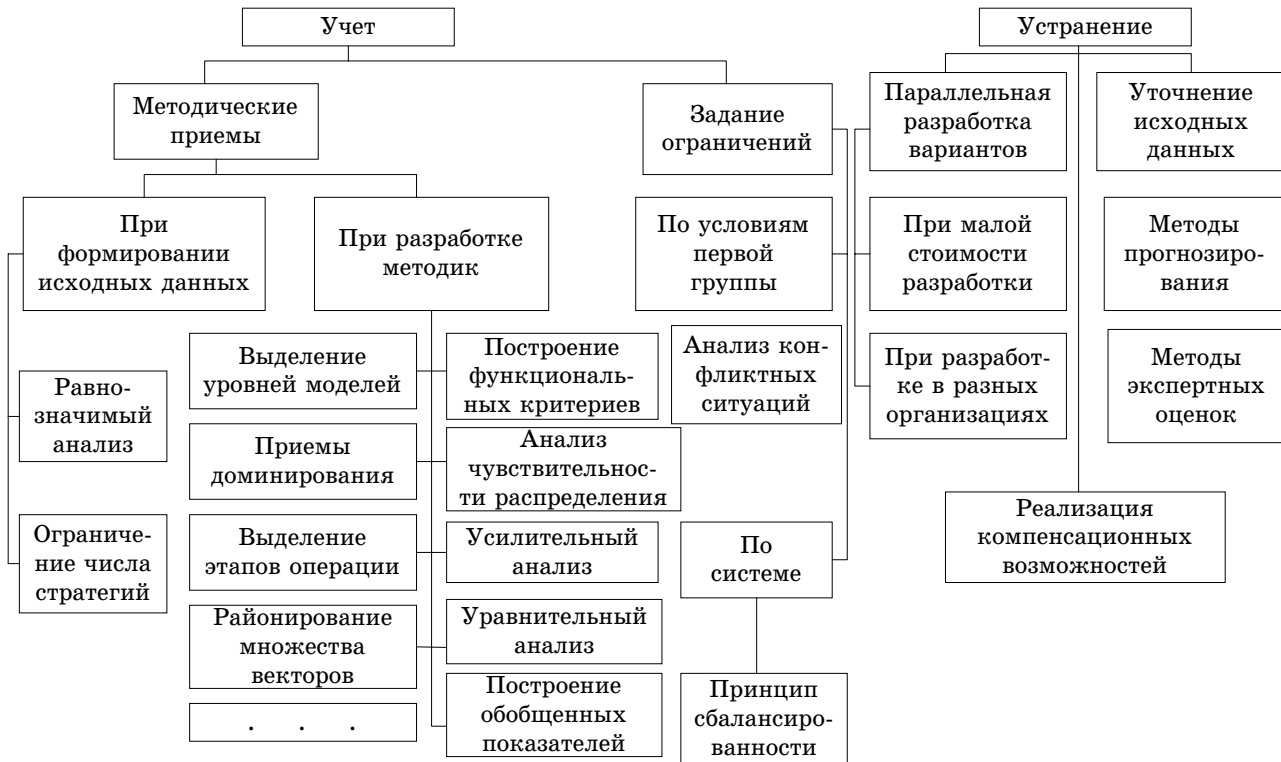 Учет
Устранение
Методические
приемы
Задание
ограничений
Параллельная
разработка
вариантов
Уточнение
исходных
данных
При
формировании
исходных данных
При разработке
методик
По условиям
первой
группы
При малой
стоимости
разработки
Методы
прогнозиро-
вания
Равно-
значимый
анализ
Выделение
уровней моделей
Построение
функциональ-
ных критериев
Анализ кон-
фликтных
ситуаций
При разработ-
ке в разных
организациях
Методы
экспертных
оценок
Приемы
доминирования
Анализ
чувствительнос-
ти распределения
Ограниче-
ние числа
стратегий
Выделение
этапов операции
Усилительный
анализ
По
системе
Реализация
компенсационных
возможностей
Районирование
множества
векторов
Уравнительный
анализ
. . .
Построение
обобщенных
показателей
Принцип
сбалансиро-
ванности